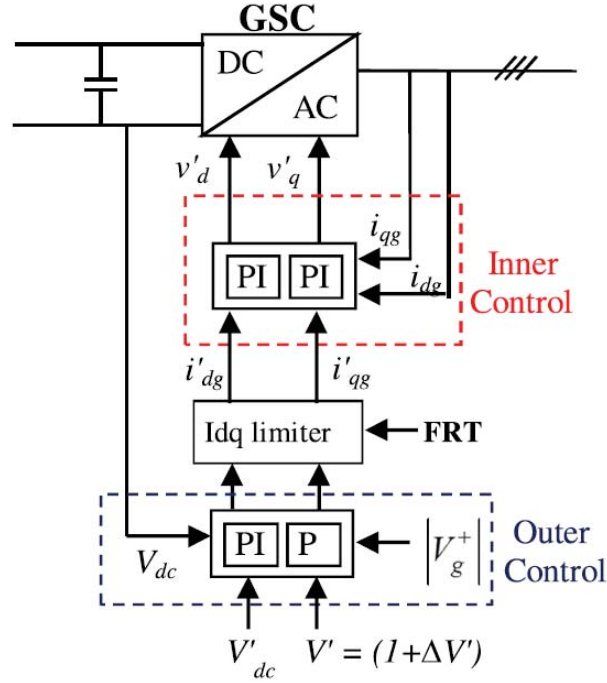 GSC
DC
AC
v'd
v'q
iqg
PI
PI
idg
Inner
Control
i'dg
i'qg
Idq limiter
FRT
PI
P
|Vg+|
Outer
Control
Vdc
V'dc
V' = (1+ΔV')